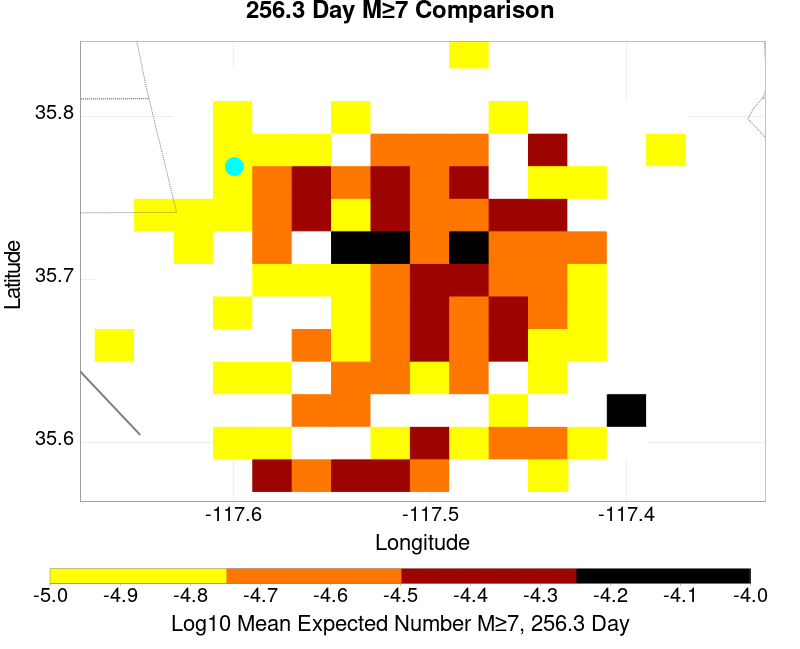 256.3 Day M≥7 Comparison
35.8
35.7
35.6
Latitude
-117.6 -117.5 -117.4
Longitude
-5.0 -4.9 -4.8 -4.7 -4.6 -4.5 -4.4 -4.3 -4.2 -4.1 -4.0
Log10 Mean Expected Number M≥7, 256.3 Day